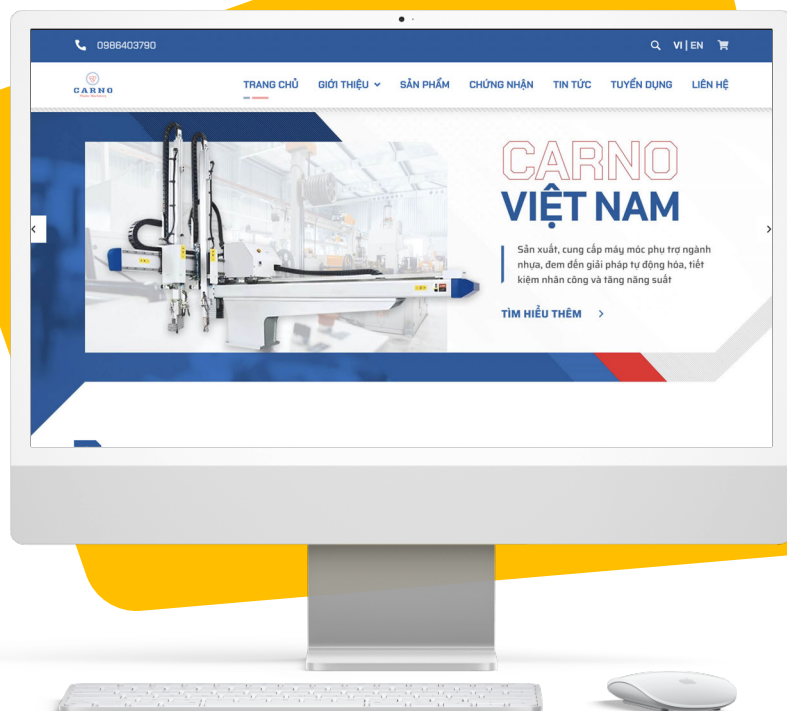 0986403790
VI | EN
CARNO
TRANG CHỦ GIỚI THIỆU SẢN PHẨM CHỨNG NHẬN TIN TỨC TUYỂN DỤNG LIÊN HỆ
CARNO
VIỆT NAM
Sản xuất, cung cấp máy móc phụ trợ ngành
nhựa, đem đến giải pháp tự động hóa, tiết
kiệm nhân công và tăng năng suất
TÌM HIỂU THÊM